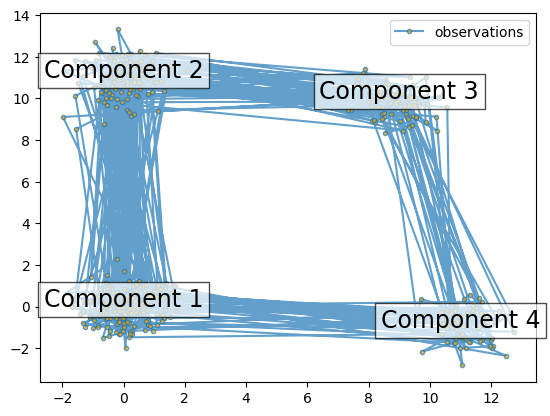 14
observations
12
Component 2
10
Component 3
8
6
4
2
Component 1
0
Component 4
−2
−2 0 2 4 6 8 10 12